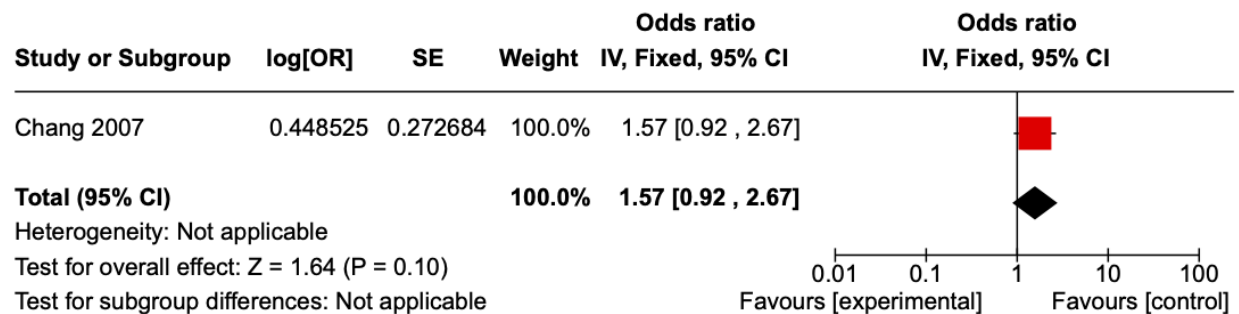 Odds ratio Odds ratio
Study or Subgroup log[OR] SE Weight IV, Fixed, 95% CI IV, Fixed, 95% CI
Chang 2007 0.448525 0.272684 100.0% 1.57 [0.92 , 2.67]
Total (95% CI) 100.0% 1.57 [0.92 , 2.67]
Heterogeneity: Not applicable
Test for overall effect: Z = 1.64 (P = 0.10) 0.01 0.1 1 10 100
Test for subgroup differences: Not applicable Favours [experimental] Favours [control]